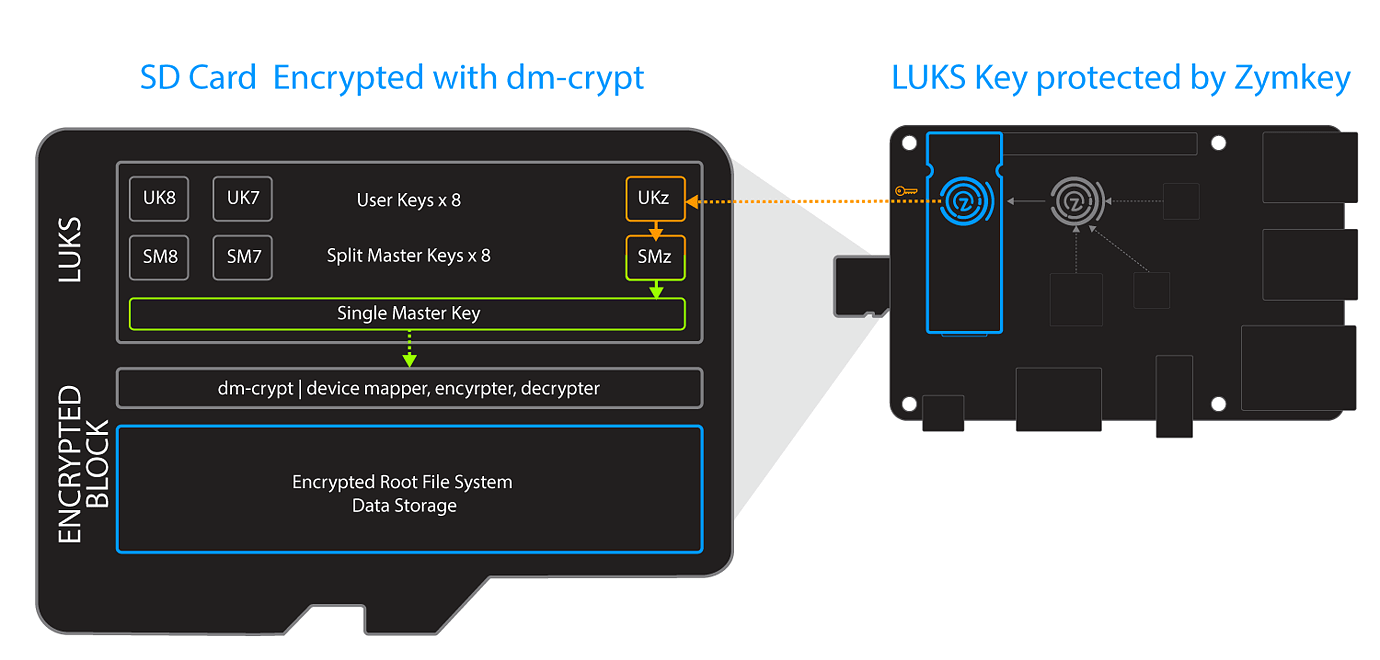 SD Card Encrypted with dm-crypt
LUKS Key protected by Zymkey
LUKS
UK8
UK7
User Keys x 8
UKz
SM8
SM7
Split Master Keys x 8
SMz
Single Master Key
ENCRYPTED
BLOCK
dm-crypt | device mapper, encyrpter, decrypter
Encrypted Root File System
Data Storage
Z
Z